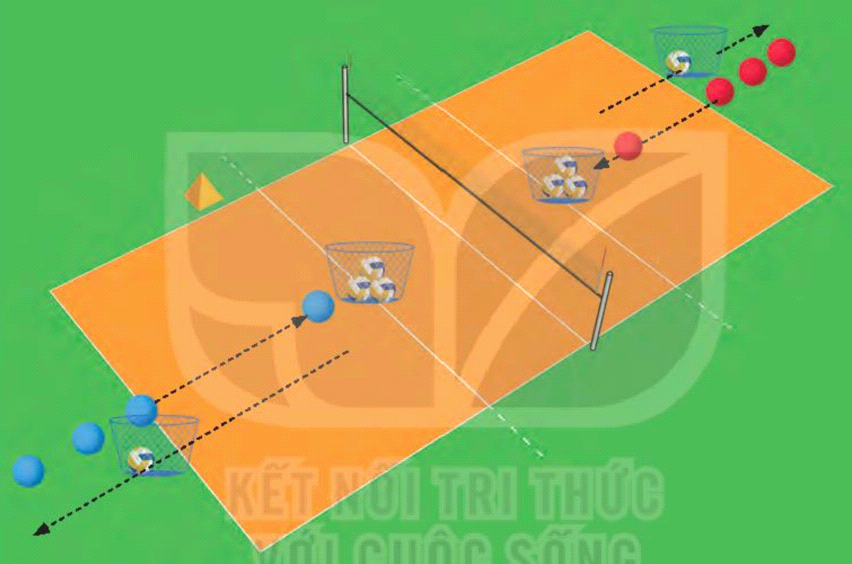 KẾT NỐI TRI THỨC
VỚI CUỘC SỐNG